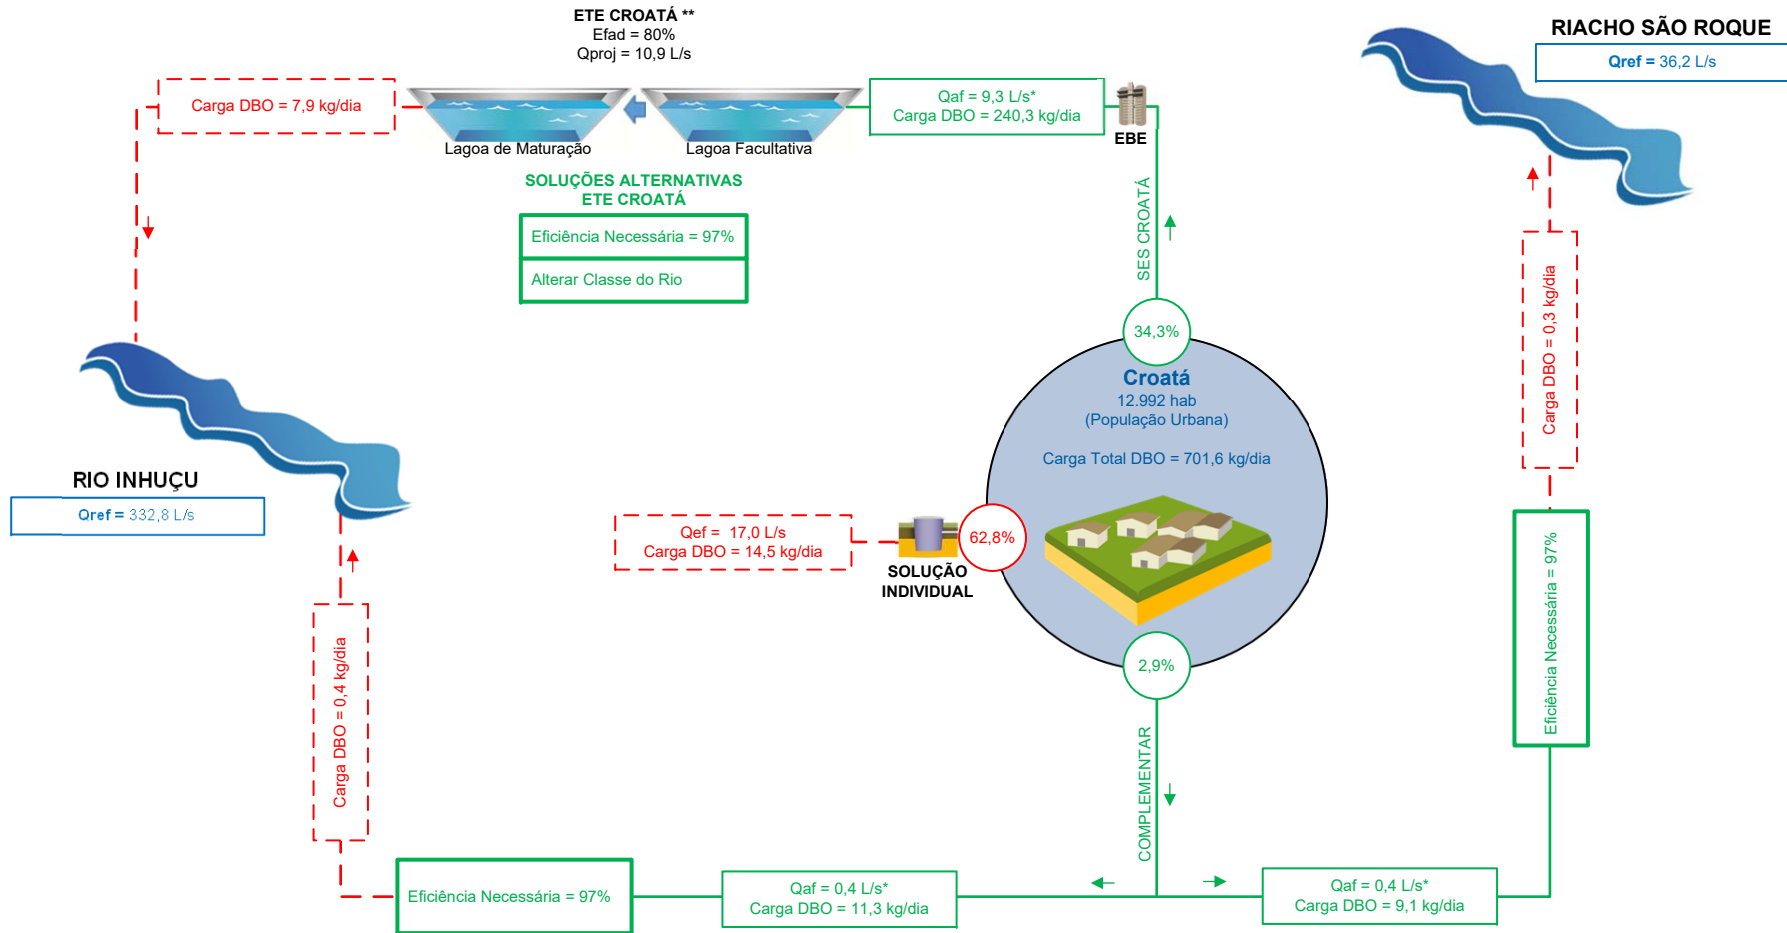 ETE CROATÁ **
Efad = 80%
Qproj = 10,9 L/s
RIACHO SÃO ROQUE
Qref = 36,2 L/s
Carga DBO = 7,9 kg/dia
Qaf = 9,3 L/s*
Carga DBO = 240,3 kg/dia
EBE
Lagoa de Maturação
Lagoa Facultativa
SOLUÇÕES ALTERNATIVAS
ETE CROATÁ
Eficiência Necessária = 97%
Alterar Classe do Rio
SES CROATÁ
34,3%
Croatá
12.992 hab
(População Urbana)
Carga Total DBO = 701,6 kg/dia
Carga DBO = 0,3 kg/dia
RIO INHUÇU
Qref = 332,8 L/s
Qef = 17,0 L/s
Carga DBO = 14,5 kg/dia
62,8%
SOLUÇÃO
INDIVIDUAL
Eficiência Necessária = 97%
2,9%
Carga DBO = 0,4 kg/dia
COMPLEMENTAR
Eficiência Necessária = 97%
Qaf = 0,4 L/s*
Carga DBO = 11,3 kg/dia
Qaf = 0,4 L/s*
Carga DBO = 9,1 kg/dia